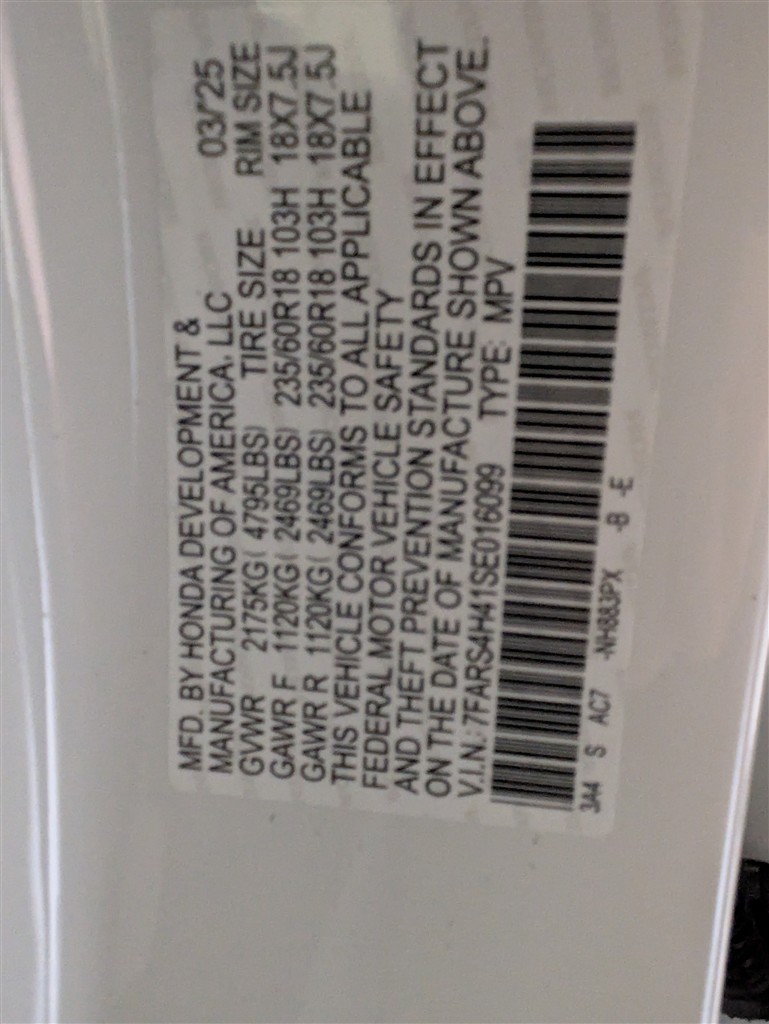 MFD. BY HONDA DEVELOPMENT &
MANUFACTURING OF AMERICA, LLC 03/'25
GVWR 2175KG( 4795LBS) TIRE SIZE RIM SIZE
GAWR F 1120KG( 2469LBS) 235/60R18 103H 18X7.5J
GAWR R 1120KG( 2469LBS) 235/60R18 103H 18X7.5J
THIS VEHICLE CONFORMS TO ALL APPLICABLE
FEDERAL MOTOR VEHICLE SAFETY
AND THEFT PREVENTION STANDARDS IN EFFECT
ON THE DATE OF MANUFACTURE SHOWN ABOVE.
V.I.N.: 7FARS4H41SE016099 TYPE: MPV
3A4 S AC7 -NH883PX -B -E